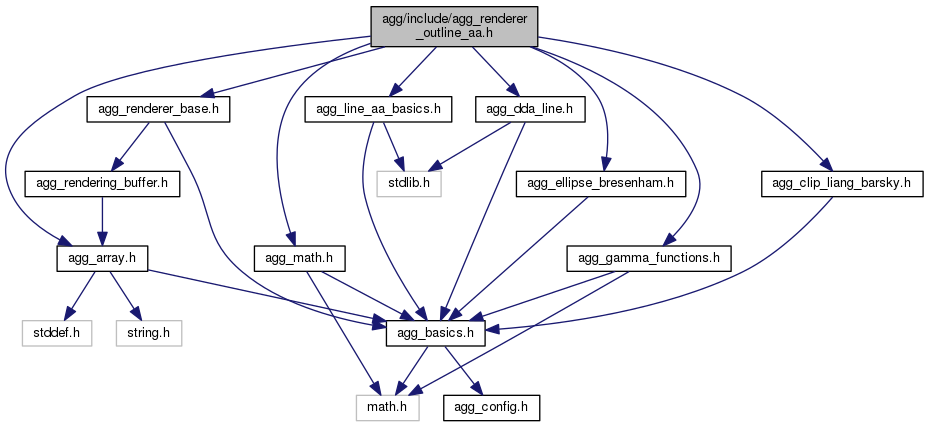 agg/include/agg_renderer
_outline_aa.h
agg_renderer_base.h
agg_line_aa_basics.h
agg_dda_line.h
agg_rendering_buffer.h
stdlib.h
agg_ellipse_bresenham.h
agg_clip_liang_barsky.h
agg_array.h
agg_math.h
agg_gamma_functions.h
stddef.h
string.h
agg_basics.h
math.h
agg_config.h